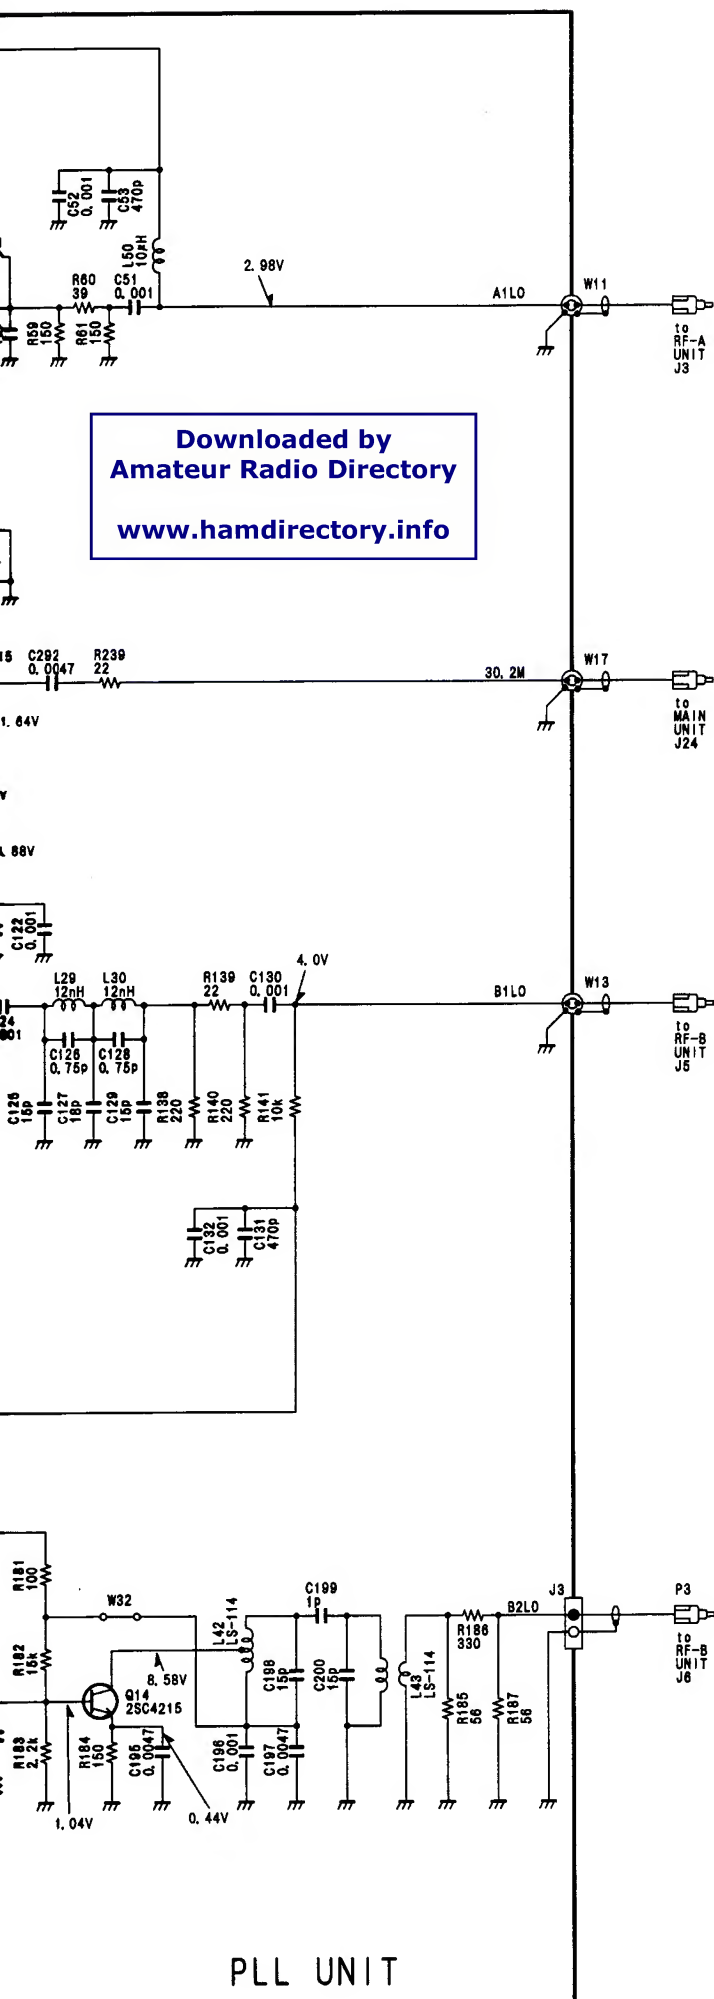 C52
0.001
C53
470p
L50
10μH
2.98V
R60
39
C51
0.001
A1LO
W11
R59
150
R61
150
to
RF-A
UNIT
J3
Downloaded by
Amateur Radio Directory
www.hamdirectory.info
C292
0.0047
R239
22
30.2M
W17
1.64V
to
MAIN
UNIT
J24
C122
0.001
4.0V
L29
12nH
L30
12nH
R139
22
C130
0.001
B1LO
W13
to
RF-B
UNIT
J5
C126
0.75p
C128
0.75p
C125
15p
C127
18p
C129
15p
R138
220
R140
220
R141
10k
C132
0.001
C131
470p
R181
100
W32
L42
LS-114
C199
1p
J3
P3
B2LO
R186
330
to
RF-B
UNIT
J6
R182
15k
8.58V
C198
15p
C200
15p
L43
LS-114
R185
56
R187
56
Q14
2SC4215
R183
2.2k
R184
150
C195
0.0047
C196
0.001
C197
0.0047
1.04V
0.44V
PLL UNIT